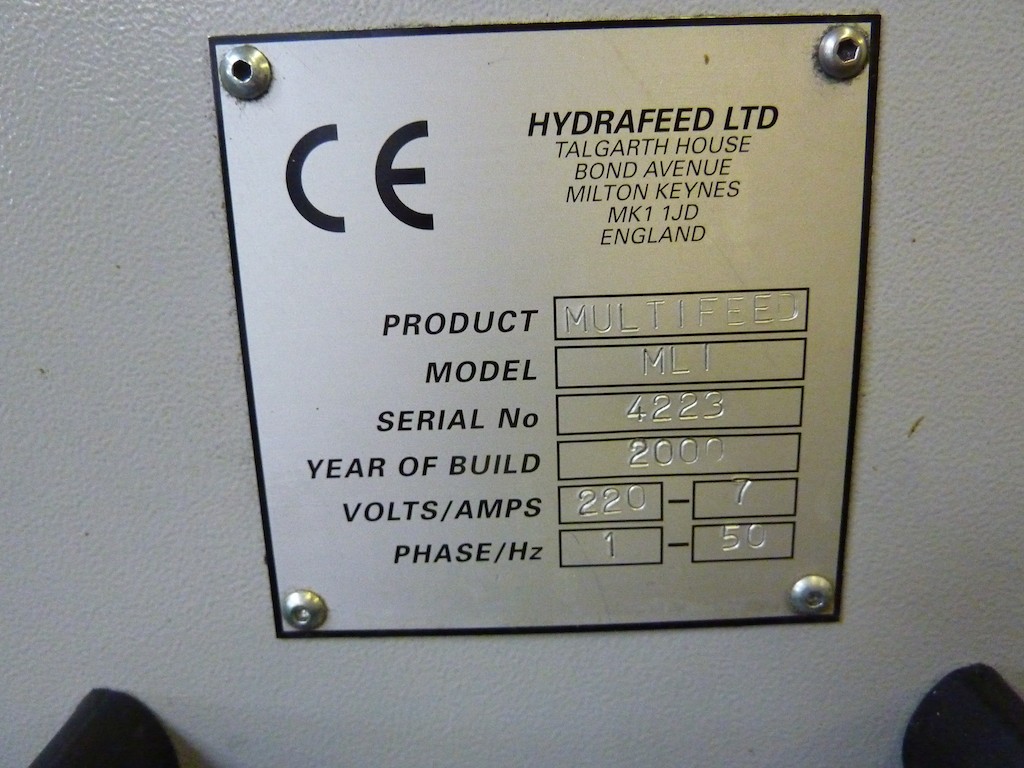 CE
HYDRAFEED LTD
TALGARTH HOUSE
BOND AVENUE
MILTON KEYNES
MK1 1JD
ENGLAND
PRODUCT MULTIFEED
MODEL ML1
SERIAL No 4223
YEAR OF BUILD 2000
VOLTS/AMPS 220 - 7
PHASE/Hz 1 - 50